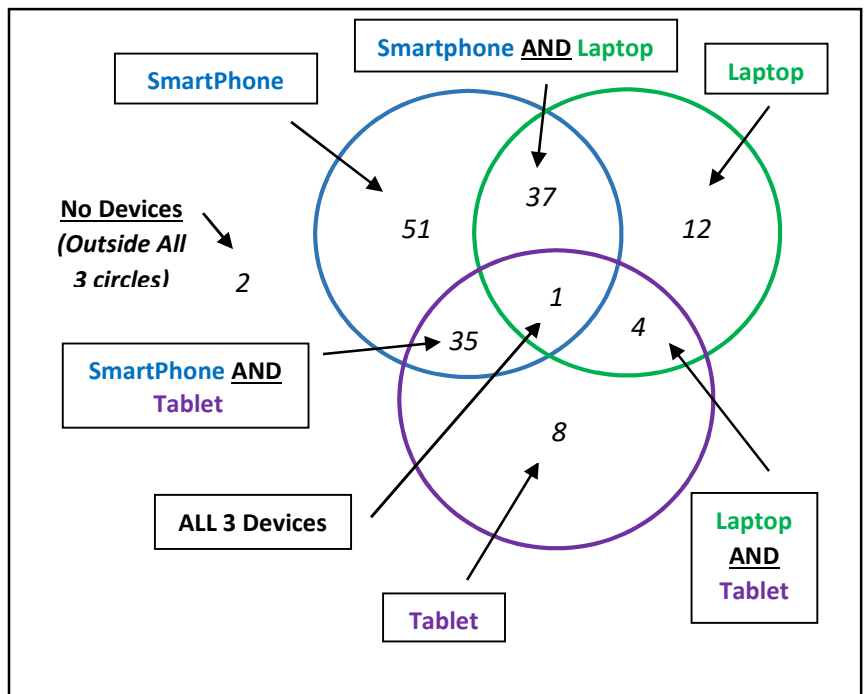 Smartphone AND Laptop
SmartPhone
Laptop
37
51
12
No Devices
(Outside All
3 circles)
2
1
4
35
SmartPhone AND
Tablet
8
ALL 3 Devices
Laptop
AND
Tablet
Tablet